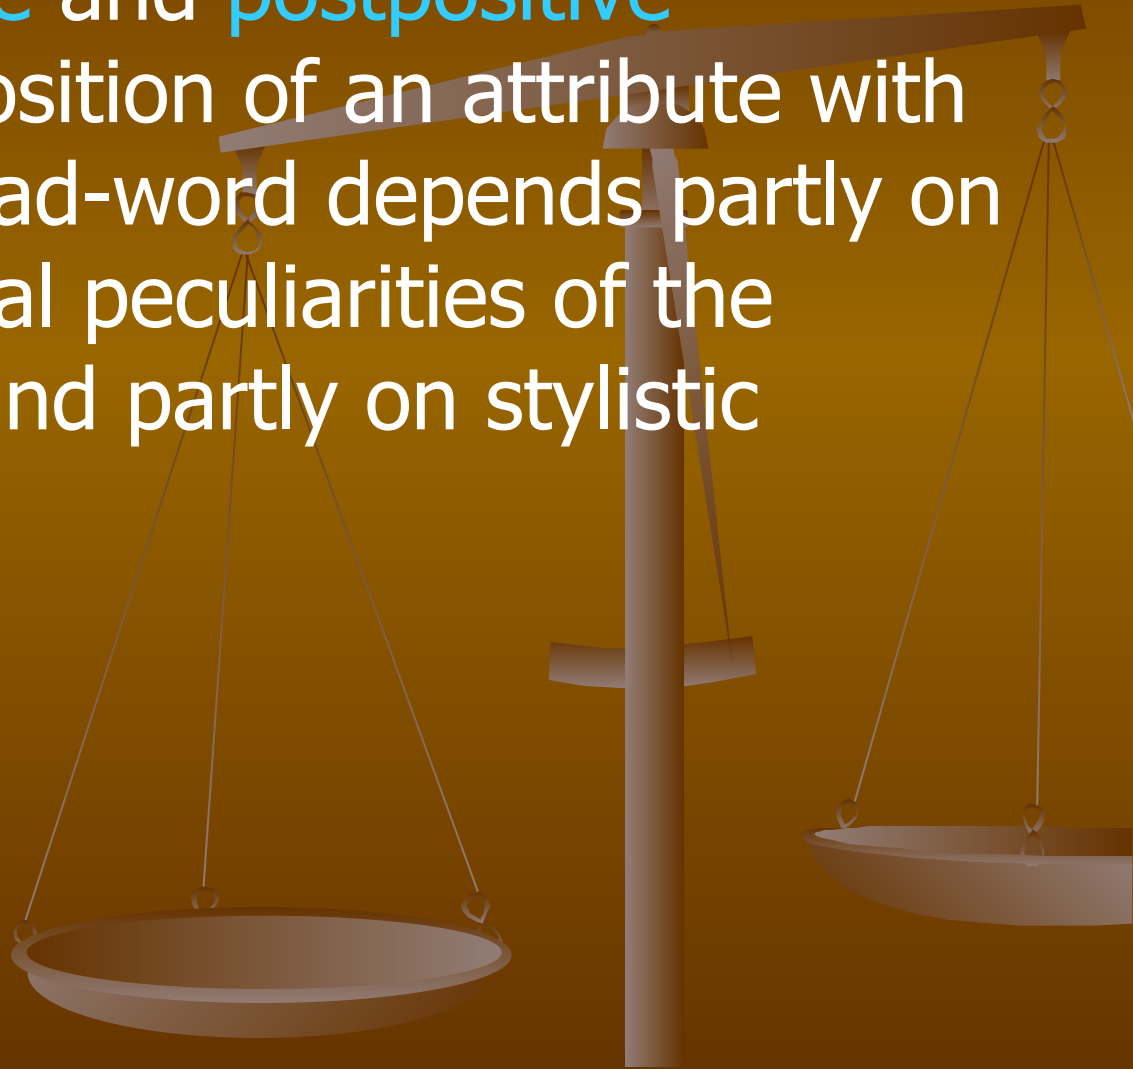 e and postpositive
osition of an attribute with
ad-word depends partly on
al peculiarities of the
nd partly on stylistic